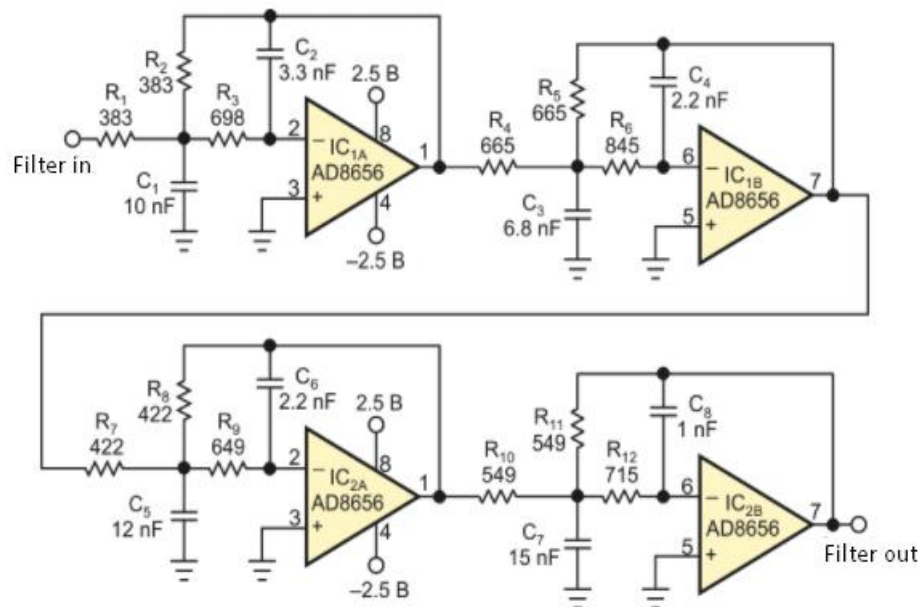 C₂
3.3 nF
R₂
383
2.5 B
R₁
383
R₃
698
2
−
8
IC₁A
AD8656
1
3
+
4
−2.5 B
Filter in
C₁
10 nF
C₄
2.2 nF
R₅
665
R₄
665
R₆
845
6
−
IC₁B
AD8656
7
5
+
C₃
6.8 nF
C₆
2.2 nF
R₈
422
2.5 B
R₇
422
R₉
649
2
−
8
IC₂A
AD8656
1
3
+
4
−2.5 B
C₅
12 nF
C₈
1 nF
R₁₁
549
R₁₀
549
R₁₂
715
6
−
IC₂B
AD8656
7
5
+
C₇
15 nF
Filter out